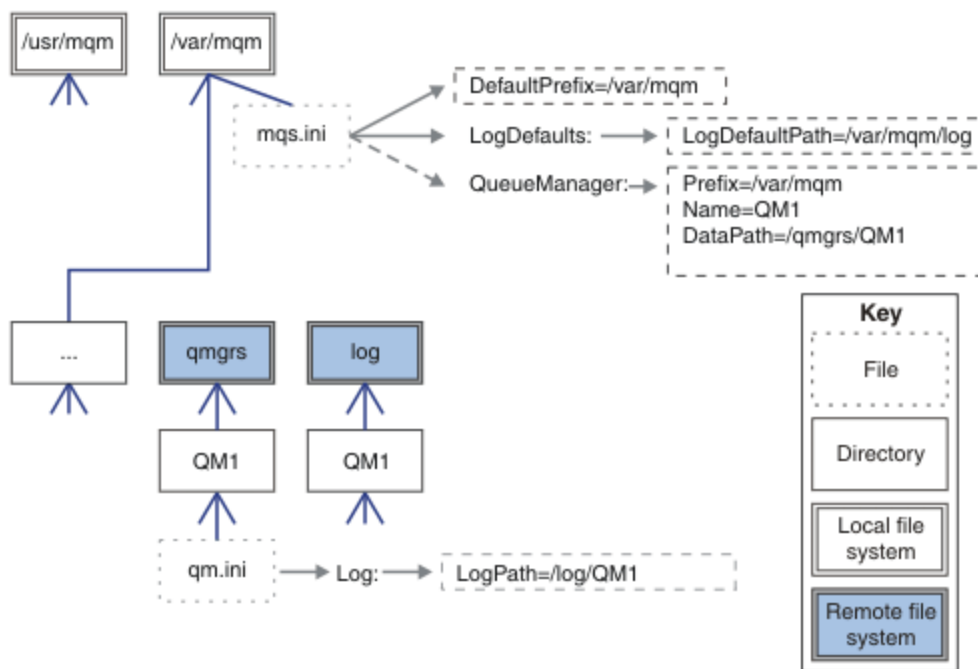 /usr/mqm
/var/mqm
mqs.ini
DefaultPrefix=/var/mqm
LogDefaults:
LogDefaultPath=/var/mqm/log
QueueManager:
Prefix=/var/mqm
Name=QM1
DataPath=/qmgrs/QM1
...
qmgrs
log
QM1
QM1
qm.ini
Log:
LogPath=/log/QM1
Key
File
Directory
Local file
system
Remote file
system